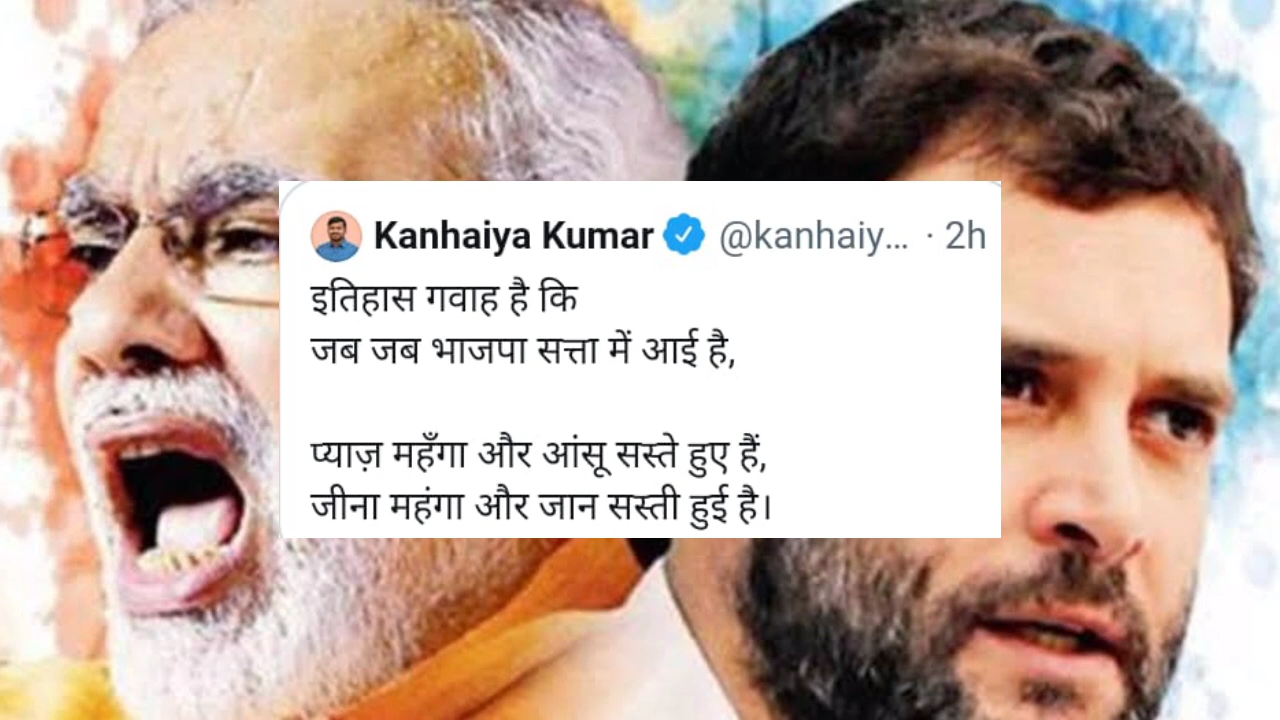 Kanhaiya Kumar @kanhaiy... · 2h
इतिहास गवाह है कि
जब जब भाजपा सत्ता में आई है,
प्याज़ महँगा और आंसू सस्ते हुए हैं,
जीना महंगा और जान सस्ती हुई है।